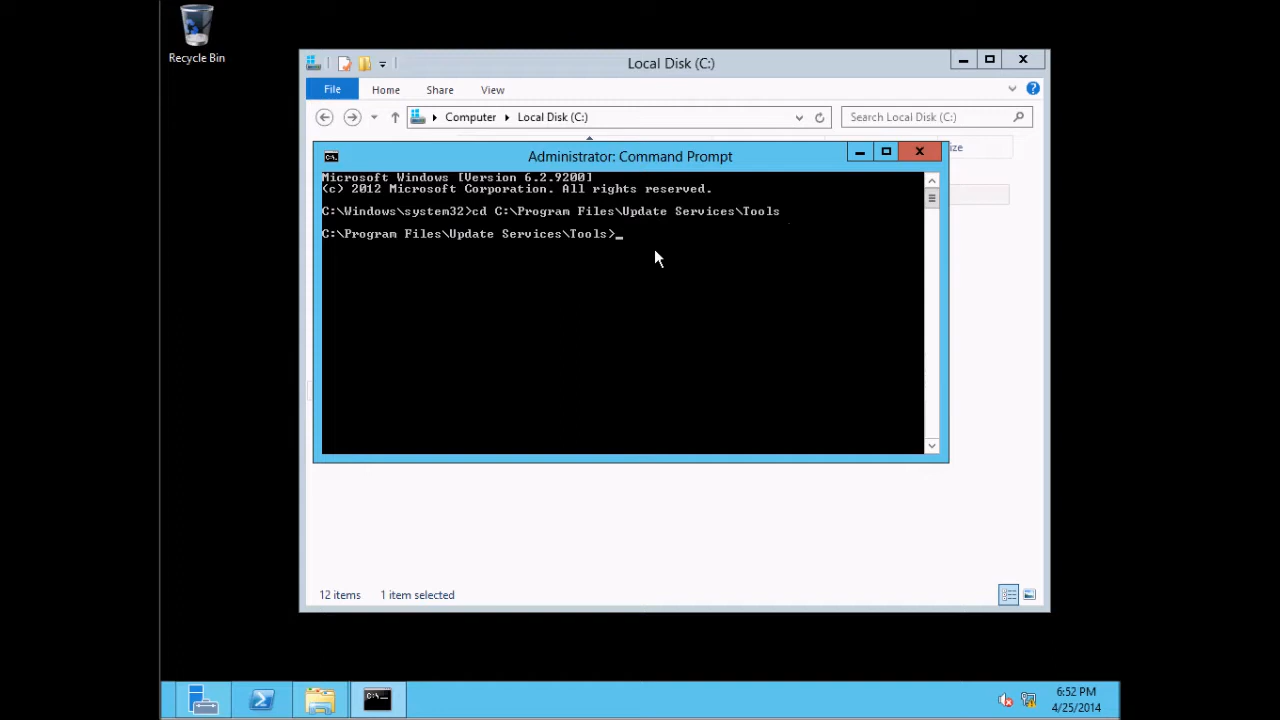 Recycle Bin
Local Disk (C:)
File Home Share View
Computer Local Disk (C:) Search Local Disk (C:)
Administrator: Command Prompt
Microsoft Windows [Version 6.2.9200]
(c) 2012 Microsoft Corporation. All rights reserved.
C:\Windows\system32>cd C:\Program Files\Update Services\Tools
C:\Program Files\Update Services\Tools>_
12 items 1 item selected
6:52 PM
4/25/2014